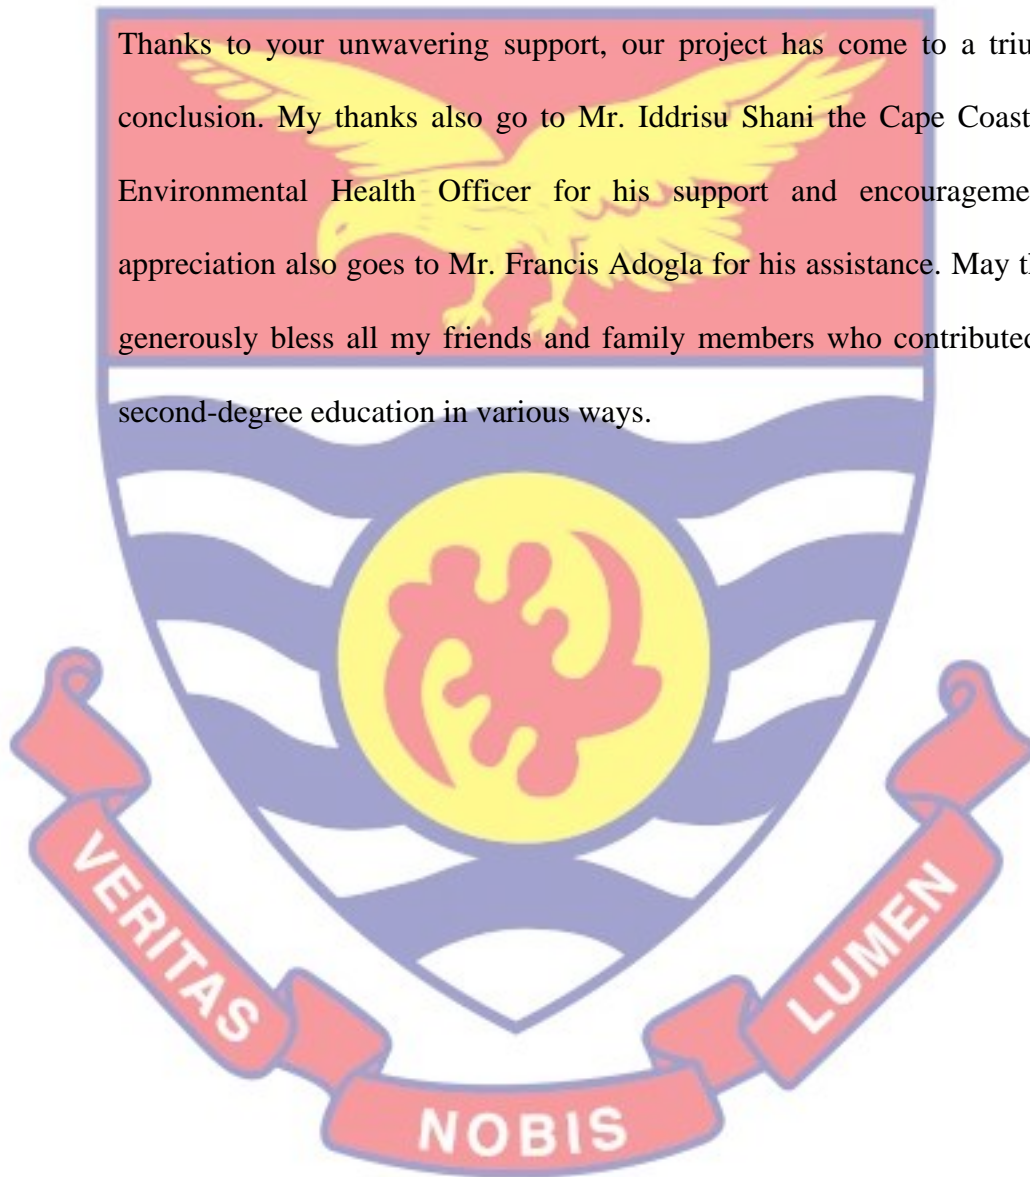 Thanks to your unwavering support, our project has come to a triu
conclusion. My thanks also go to Mr. Iddrisu Shani the Cape Coast
Environmental Health Officer for his support and encourageme
appreciation also goes to Mr. Francis Adogla for his assistance. May t
generously bless all my friends and family members who contributed
second-degree education in various ways.
VERITAS
NOBIS
LUMEN